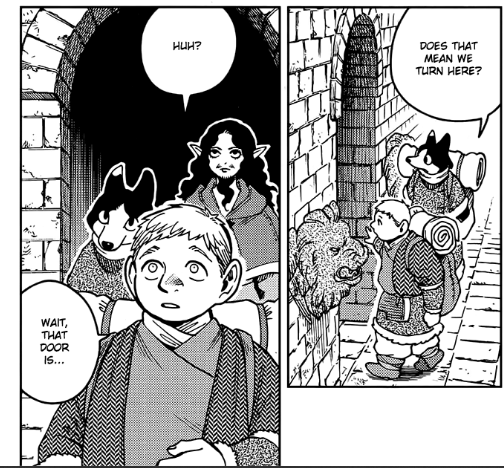 DOES THAT
MEAN WE
TURN HERE?
HUH?
WAIT,
THAT
DOOR
IS...